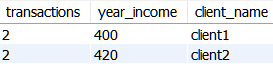 transactions year_income client_name
2 400 client1
2 420 client2